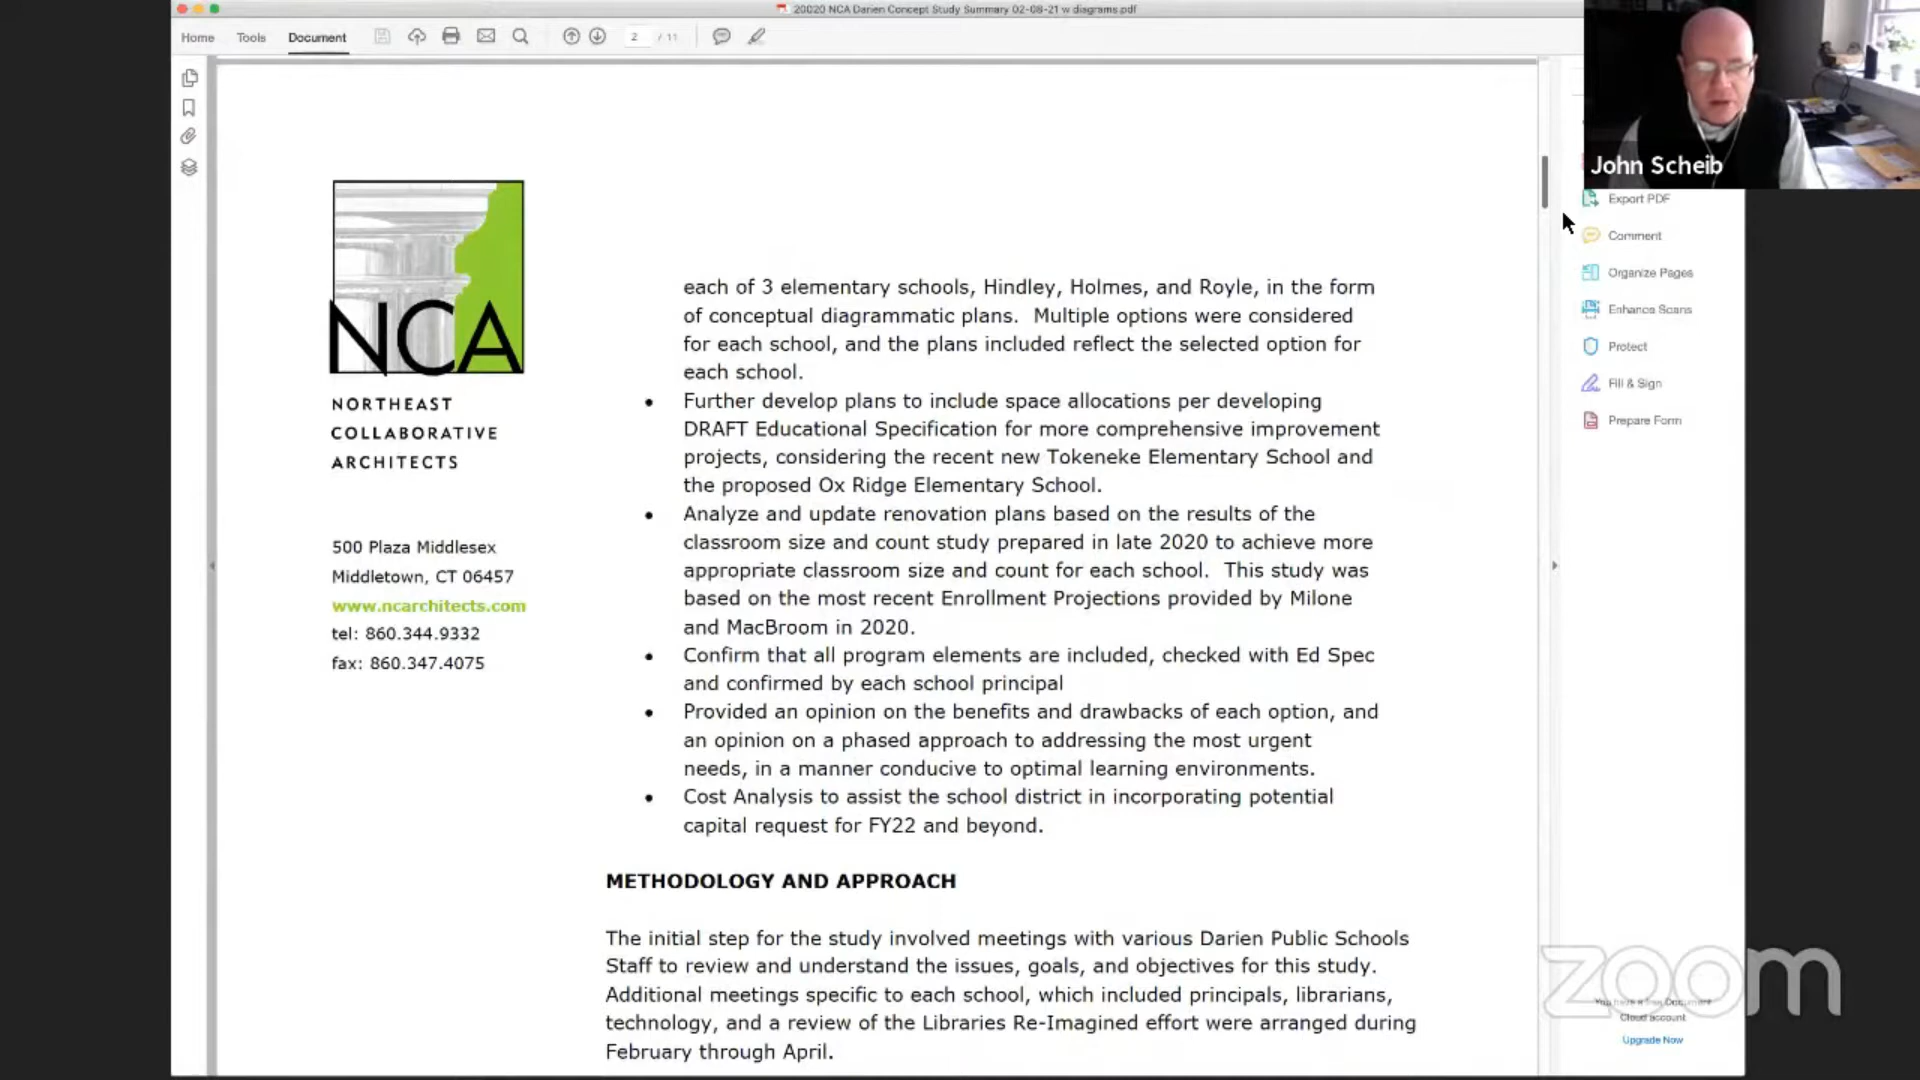 20020 NCA Darien Concept Study Summary 02-08-21 w diagrams.pdf
Home Tools Document 2 / 11
John Scheib
Export PDF
Comment
Organize Pages
Enhance Scans
Protect
Fill & Sign
Prepare Form
NCA
NORTHEAST
COLLABORATIVE
ARCHITECTS
500 Plaza Middlesex
Middletown, CT 06457
www.ncarchitects.com
tel: 860.344.9332
fax: 860.347.4075
each of 3 elementary schools, Hindley, Holmes, and Royle, in the form
of conceptual diagrammatic plans. Multiple options were considered
for each school, and the plans included reflect the selected option for
each school.
• Further develop plans to include space allocations per developing
DRAFT Educational Specification for more comprehensive improvement
projects, considering the recent new Tokeneke Elementary School and
the proposed Ox Ridge Elementary School.
• Analyze and update renovation plans based on the results of the
classroom size and count study prepared in late 2020 to achieve more
appropriate classroom size and count for each school. This study was
based on the most recent Enrollment Projections provided by Milone
and MacBroom in 2020.
• Confirm that all program elements are included, checked with Ed Spec
and confirmed by each school principal
• Provided an opinion on the benefits and drawbacks of each option, and
an opinion on a phased approach to addressing the most urgent
needs, in a manner conducive to optimal learning environments.
• Cost Analysis to assist the school district in incorporating potential
capital request for FY22 and beyond.
METHODOLOGY AND APPROACH
The initial step for the study involved meetings with various Darien Public Schools
Staff to review and understand the issues, goals, and objectives for this study.
Additional meetings specific to each school, which included principals, librarians,
technology, and a review of the Libraries Re-Imagined effort were arranged during
February through April.
zoom
You have a free Document
Cloud account
Upgrade Now